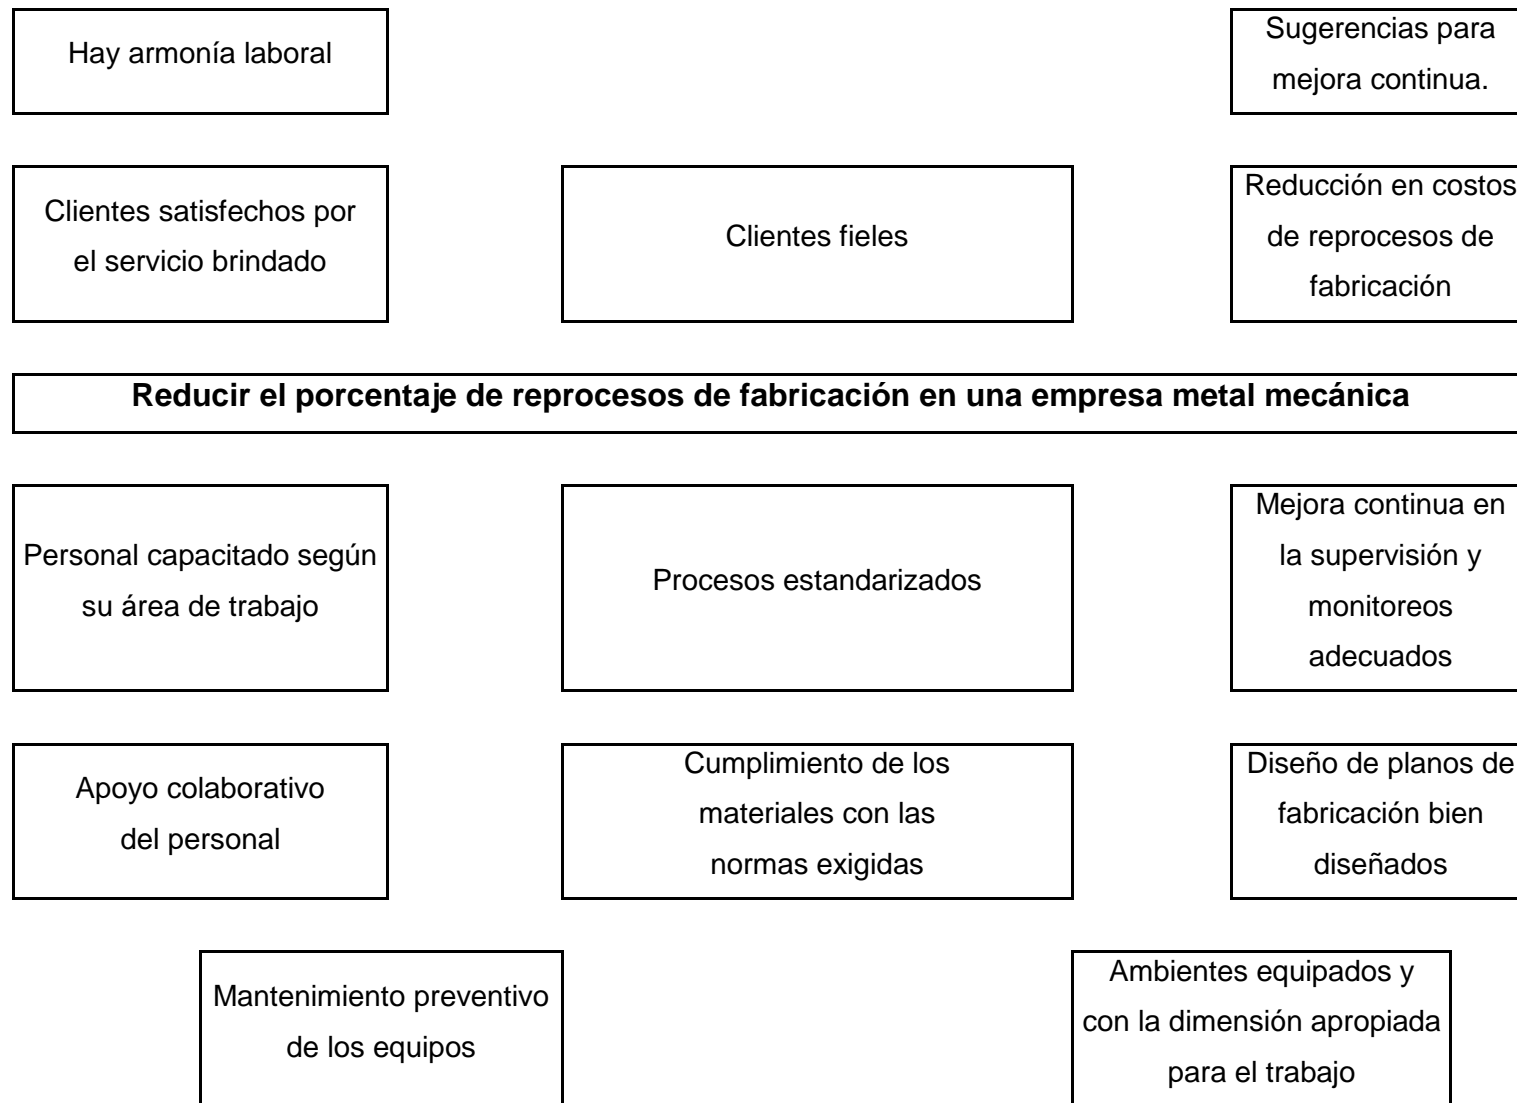 Hay armonía laboral
Sugerencias para
mejora continua.
Clientes satisfechos por
el servicio brindado
Clientes fieles
Reducción en costos
de reprocesos de
fabricación
Reducir el porcentaje de reprocesos de fabricación en una empresa metal mecánica
Personal capacitado según
su área de trabajo
Procesos estandarizados
Mejora continua en
la supervisión y
monitoreos
adecuados
Apoyo colaborativo
del personal
Cumplimiento de los
materiales con las
normas exigidas
Diseño de planos de
fabricación bien
diseñados
Mantenimiento preventivo
de los equipos
Ambientes equipados y
con la dimensión apropiada
para el trabajo